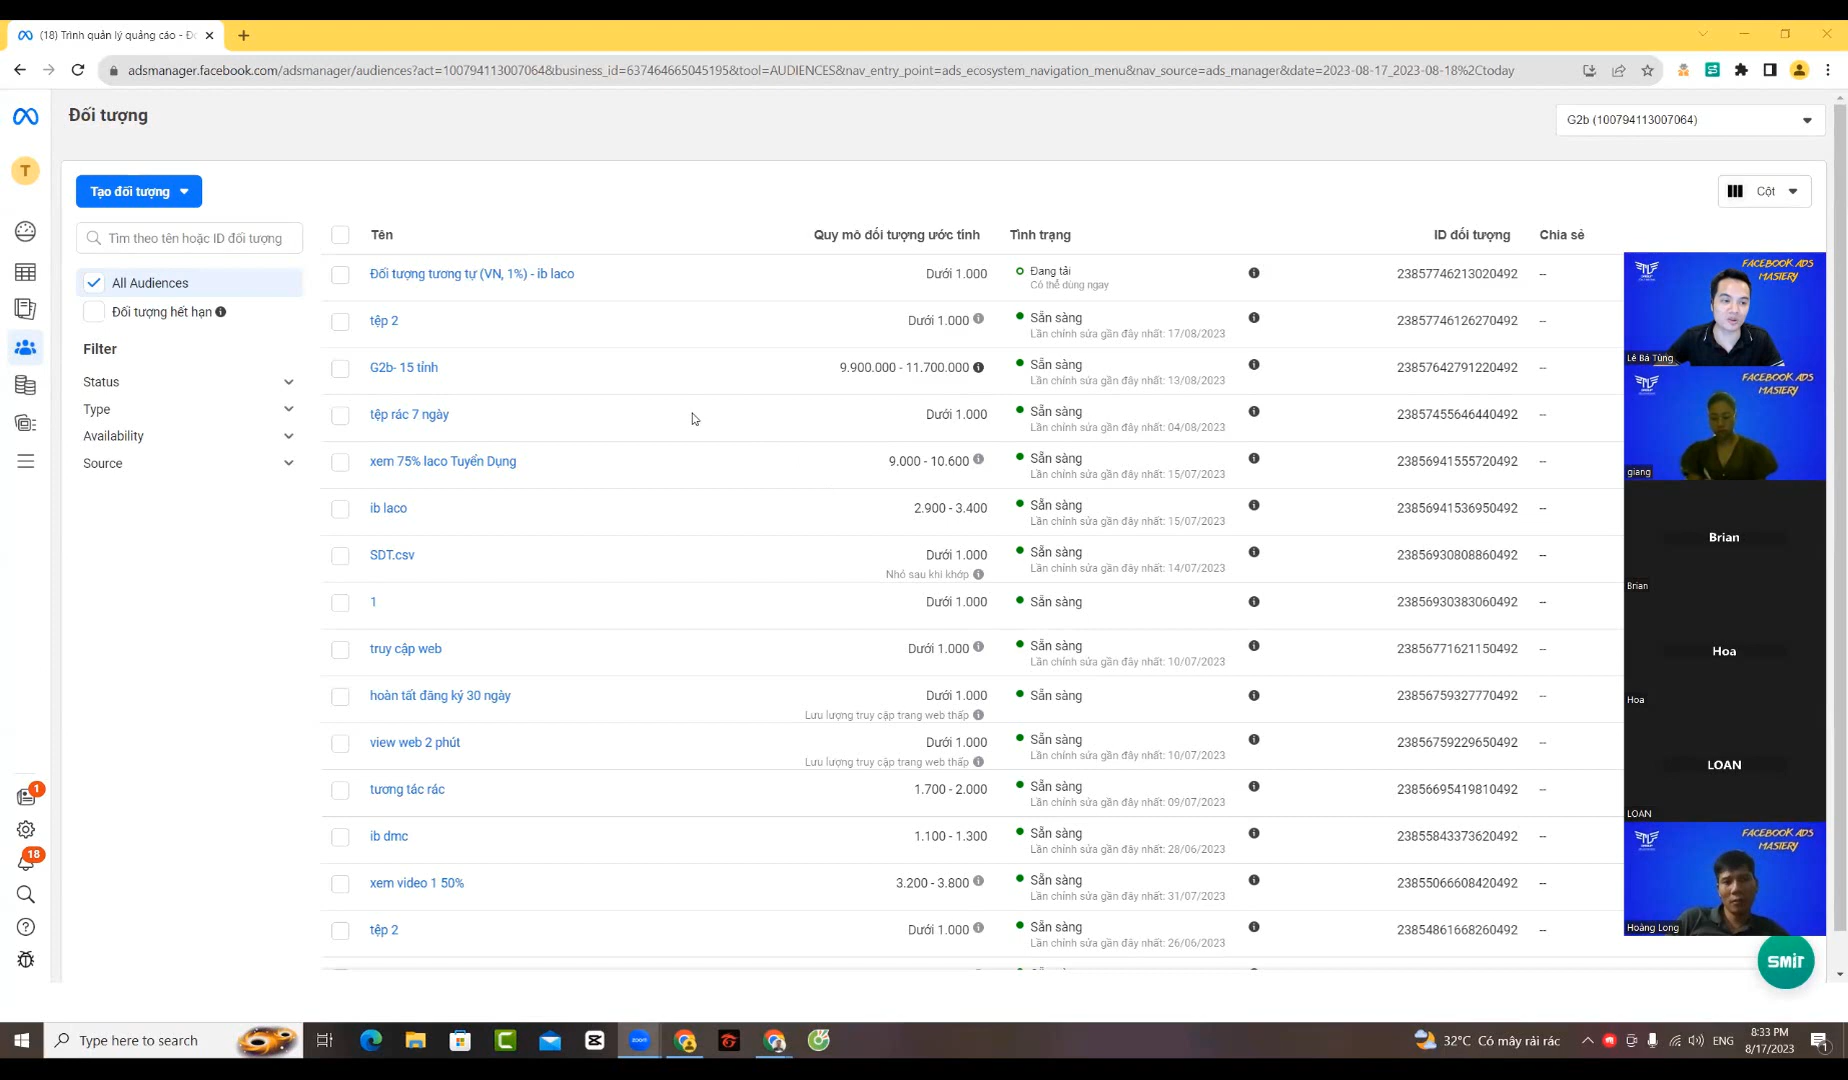 (18) Trình quản lý quảng cáo - Đ
adsmanager.facebook.com/adsmanager/audiences?act=100794113007064&business_id=637464665045195&tool=AUDIENCES&nav_entry_point=ads_ecosystem_navigation_menu&nav_source=ads_manager&date=2023-08-17_2023-08-18%2Ctoday
Đối tượng
G2b (100794113007064)
T
Tạo đối tượng
Cột
Tìm theo tên hoặc ID đối tượng
All Audiences
Đối tượng hết hạn
Filter
Status
Type
Availability
Source
1
18
Tên Quy mô đối tượng ước tính Tình trạng ID đối tượng Chia sẻ
Đối tượng tương tự (VN, 1%) - ib laco Dưới 1.000 Đang tải 23857746213020492 --
Có thể dùng ngay
tệp 2 Dưới 1.000 Sẵn sàng 23857746126270492 --
Lần chỉnh sửa gần đây nhất: 17/08/2023
G2b- 15 tỉnh 9.900.000 - 11.700.000 Sẵn sàng 23857642791220492 --
Lần chỉnh sửa gần đây nhất: 13/08/2023
tệp rác 7 ngày Dưới 1.000 Sẵn sàng 23857455646440492 --
Lần chỉnh sửa gần đây nhất: 04/08/2023
xem 75% laco Tuyển Dụng 9.000 - 10.600 Sẵn sàng 23856941555720492 --
Lần chỉnh sửa gần đây nhất: 15/07/2023
ib laco 2.900 - 3.400 Sẵn sàng 23856941536950492 --
Lần chỉnh sửa gần đây nhất: 15/07/2023
SDT.csv Dưới 1.000 Sẵn sàng 23856930808860492 --
Nhỏ sau khi khớp Lần chỉnh sửa gần đây nhất: 14/07/2023
1 Dưới 1.000 Sẵn sàng 23856930383060492 --
truy cập web Dưới 1.000 Sẵn sàng 23856771621150492 --
Lần chỉnh sửa gần đây nhất: 10/07/2023
hoàn tất đăng ký 30 ngày Dưới 1.000 Sẵn sàng 23856759327770492 --
Lưu lượng truy cập trang web thấp
view web 2 phút Dưới 1.000 Sẵn sàng 23856759229650492 --
Lưu lượng truy cập trang web thấp Lần chỉnh sửa gần đây nhất: 10/07/2023
tương tác rác 1.700 - 2.000 Sẵn sàng 23856695419810492 --
Lần chỉnh sửa gần đây nhất: 09/07/2023
ib dmc 1.100 - 1.300 Sẵn sàng 23855843373620492 --
Lần chỉnh sửa gần đây nhất: 28/06/2023
xem video 1 50% 3.200 - 3.800 Sẵn sàng 23855066608420492 --
Lần chỉnh sửa gần đây nhất: 31/07/2023
tệp 2 Dưới 1.000 Sẵn sàng 23854861668260492 --
Lần chỉnh sửa gần đây nhất: 26/06/2023
FACEBOOK ADS
MASTERY
Lê Bá Tùng
FACEBOOK ADS
MASTERY
giang
Brian
Brian
Hoa
Hoa
LOAN
LOAN
FACEBOOK ADS
MASTERY
Hoàng Long
SMIT
Type here to search
zoom
32°C Có mây rải rác
ENG
8:33 PM
8/17/2023
1